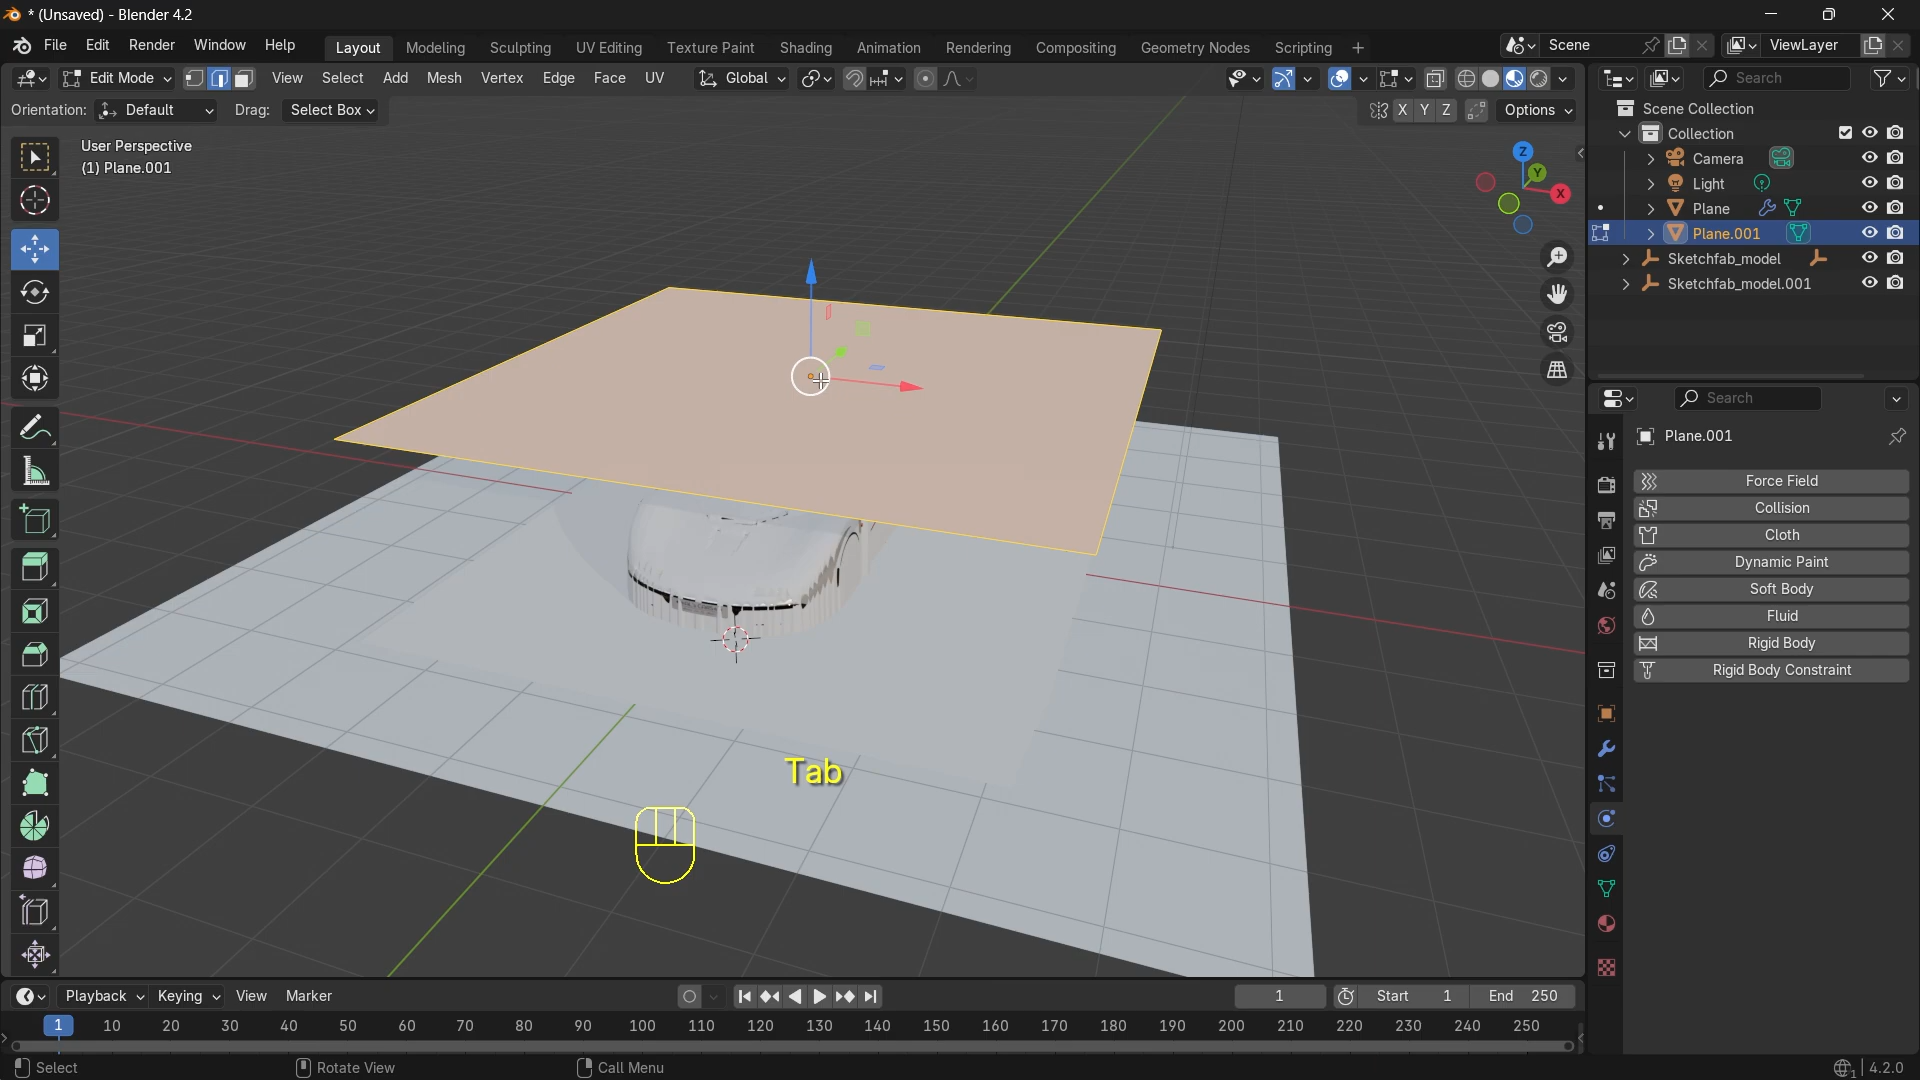 * (Unsaved) - Blender 4.2
File Edit Render Window Help
Layout Modeling Sculpting UV Editing Texture Paint Shading Animation Rendering Compositing Geometry Nodes Scripting +
Scene
ViewLayer
Edit Mode View Select Add Mesh Vertex Edge Face UV Global
Search
Orientation: Default Drag: Select Box
X Y Z Options
User Perspective
(1) Plane.001
Z
Y
X
Scene Collection
Collection
Camera
Light
Plane
Plane.001
Sketchfab_model
Sketchfab_model.001
Search
Plane.001
Force Field
Collision
Cloth
Dynamic Paint
Soft Body
Fluid
Rigid Body
Rigid Body Constraint
Tab
Playback Keying View Marker
1 Start 1 End 250
1 10 20 30 40 50 60 70 80 90 100 110 120 130 140 150 160 170 180 190 200 210 220 230 240 250
Select Rotate View Call Menu
1 4.2.0